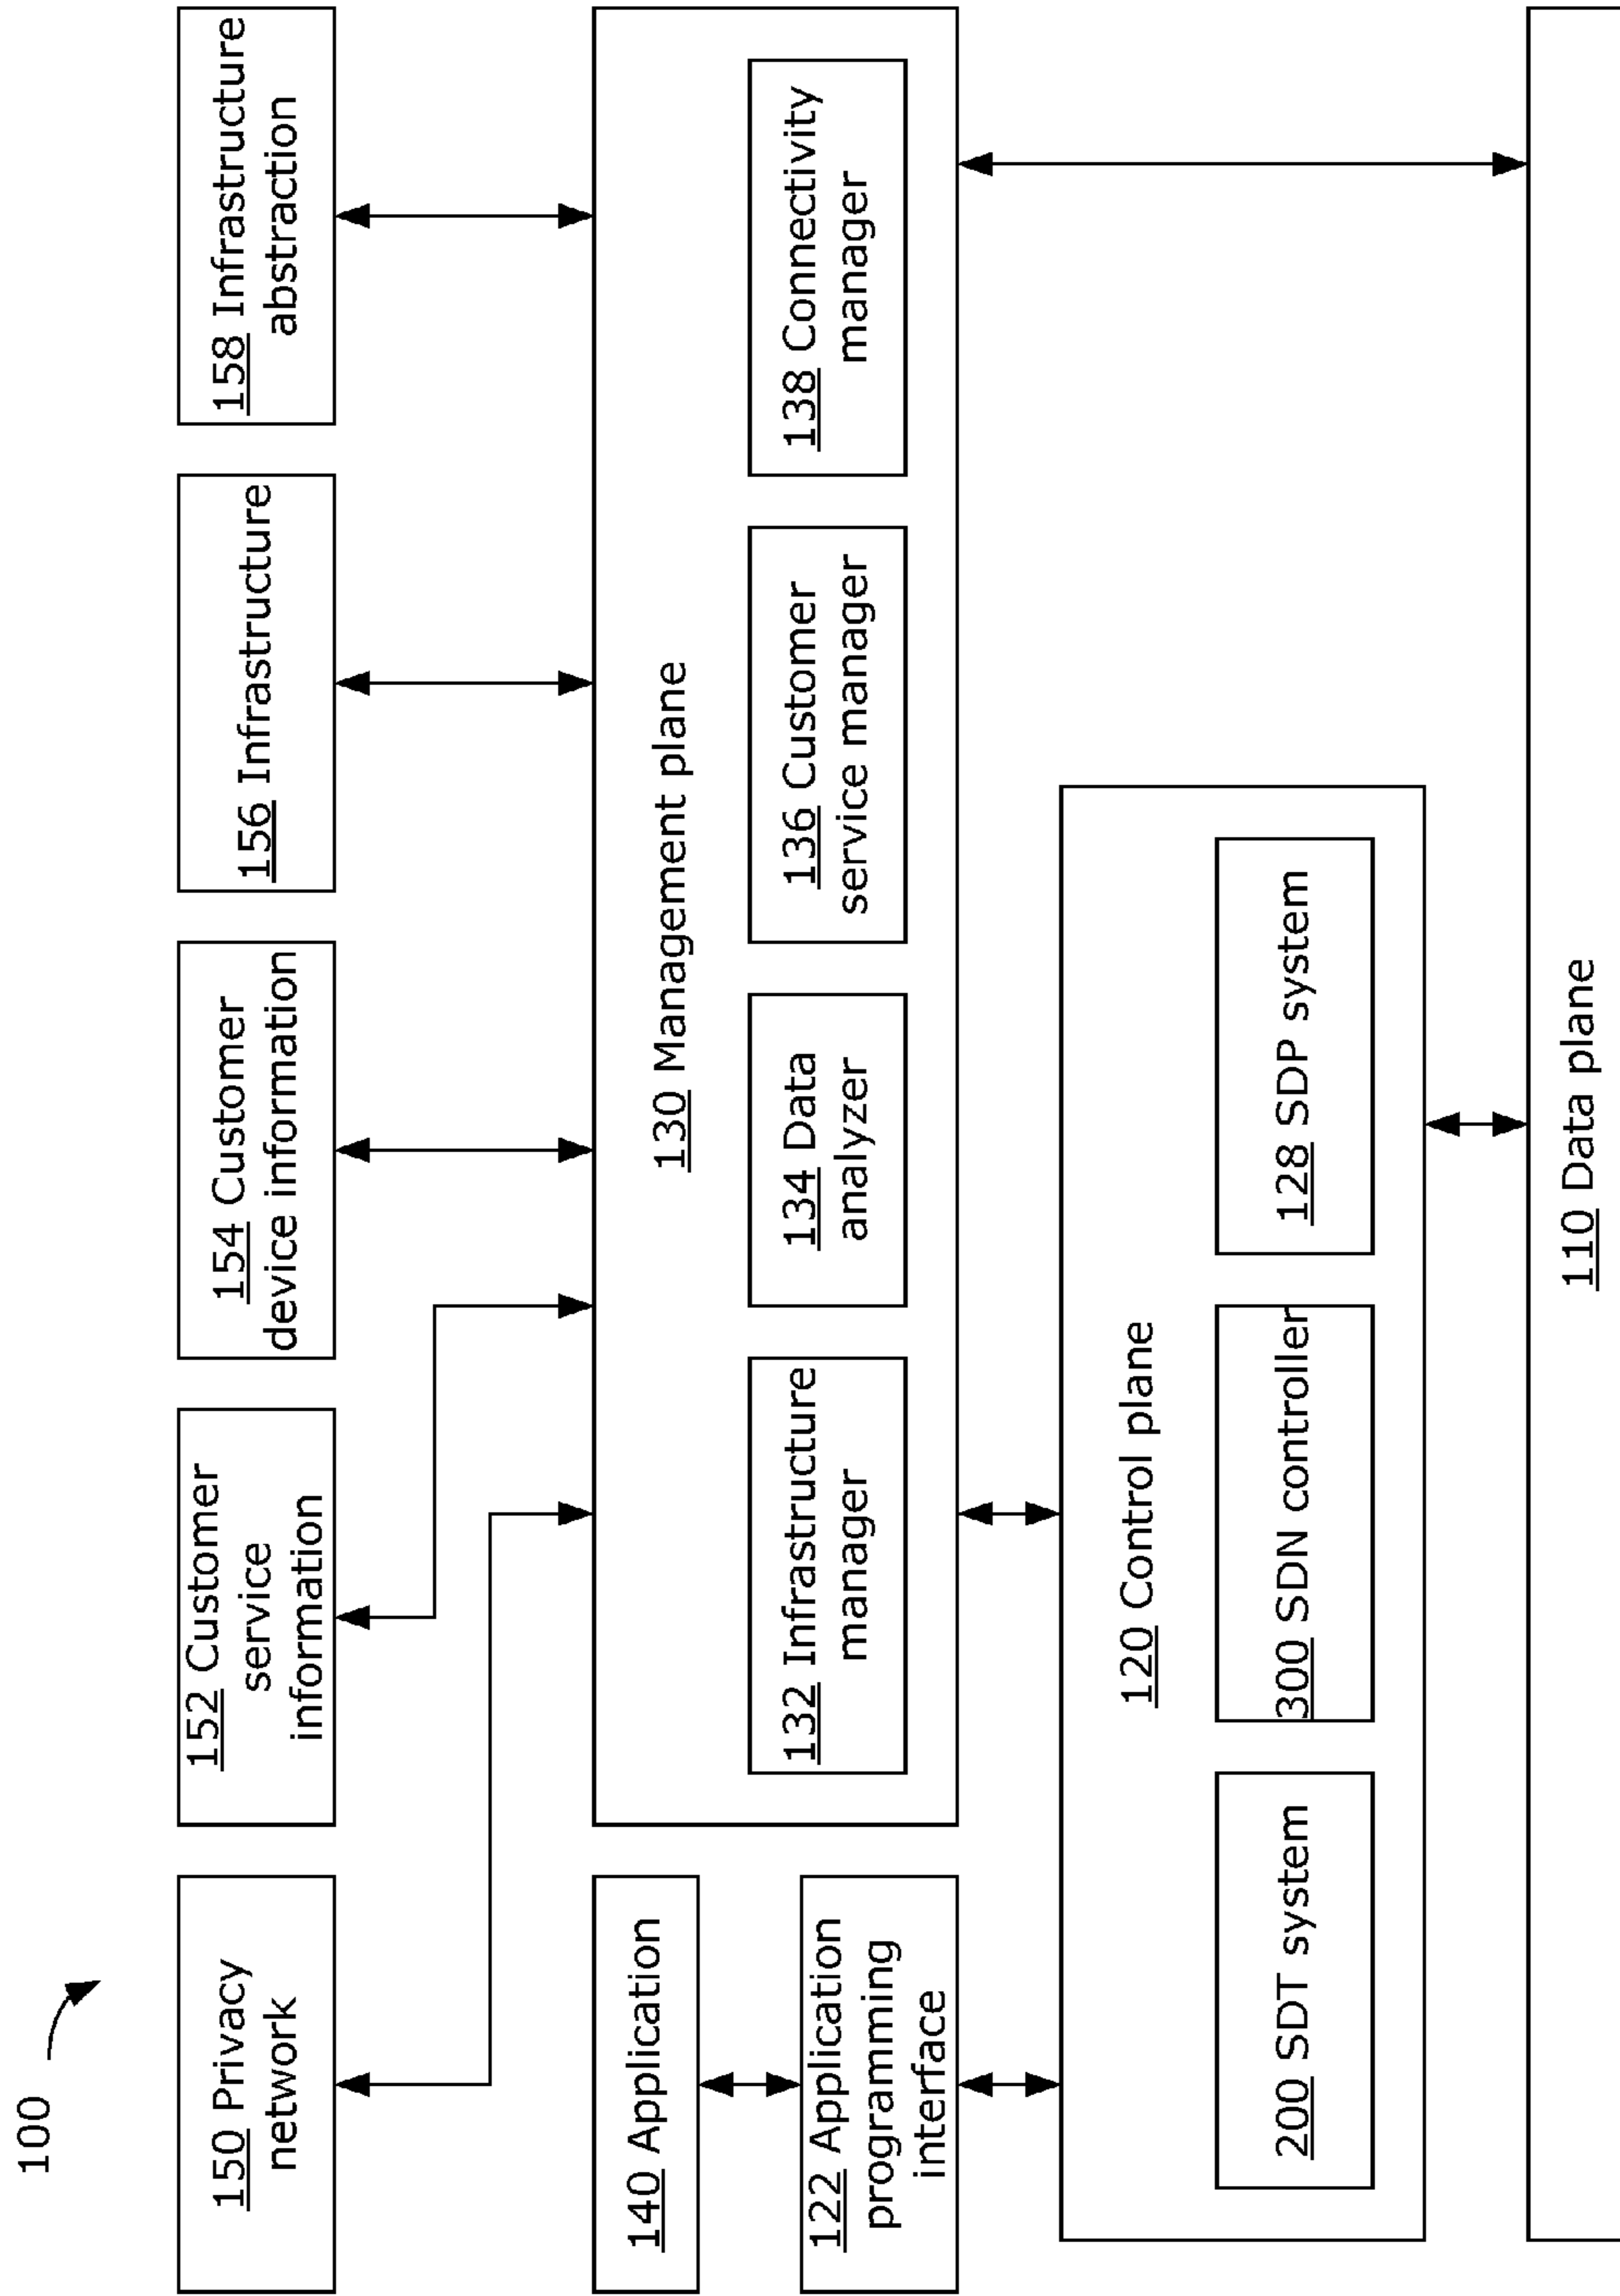 100
150 Privacy
network
152 Customer
service
information
154 Customer
device information
156 Infrastructure
158 Infrastructure
abstraction
140 Application
122 Application
programming
interface
130 Management plane
132 Infrastructure
manager
134 Data
analyzer
136 Customer
service manager
138 Connectivity
manager
120 Control plane
200 SDT system
300 SDN controller
128 SDP system
110 Data plane